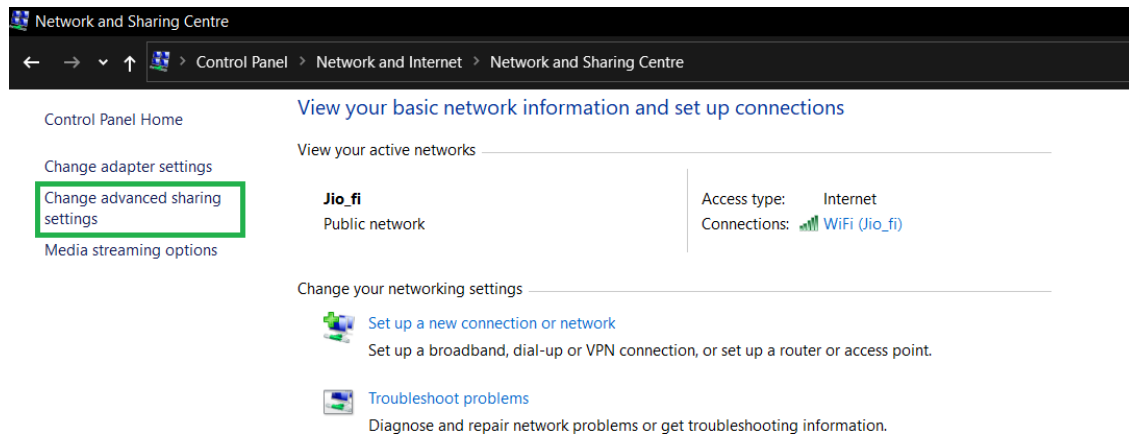 Network and Sharing Centre
Control Panel > Network and Internet > Network and Sharing Centre
Control Panel Home
Change adapter settings
Change advanced sharing
settings
Media streaming options
View your basic network information and set up connections
View your active networks
Jio_fi
Public network
Access type: Internet
Connections: WiFi (Jio_fi)
Change your networking settings
Set up a new connection or network
Set up a broadband, dial-up or VPN connection, or set up a router or access point.
Troubleshoot problems
Diagnose and repair network problems or get troubleshooting information.